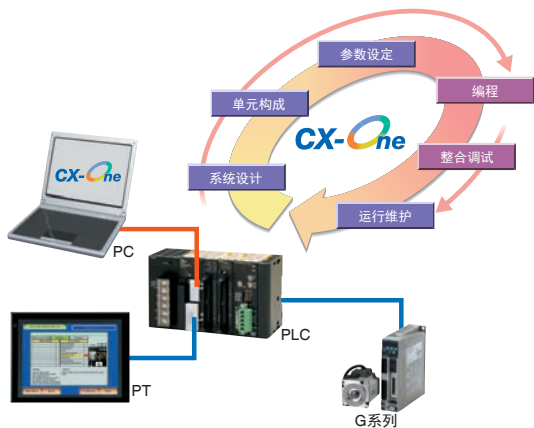 参数设定
编程
单元构成
CX-One
整合调试
系统设计
运行维护
CX-One
PC
PLC
PT
G系列